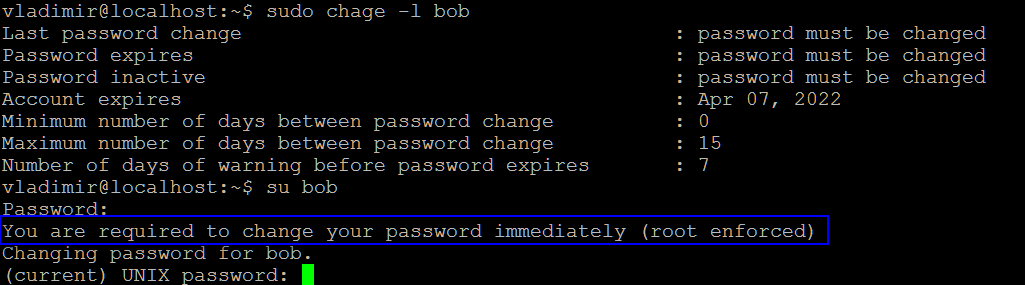 vladimir@localhost:~$ sudo chage -l bob
Last password change : password must be changed
Password expires : password must be changed
Password inactive : password must be changed
Account expires : Apr 07, 2022
Minimum number of days between password change : 0
Maximum number of days between password change : 15
Number of days of warning before password expires : 7
vladimir@localhost:~$ su bob
Password:
You are required to change your password immediately (root enforced)
Changing password for bob.
(current) UNIX password: